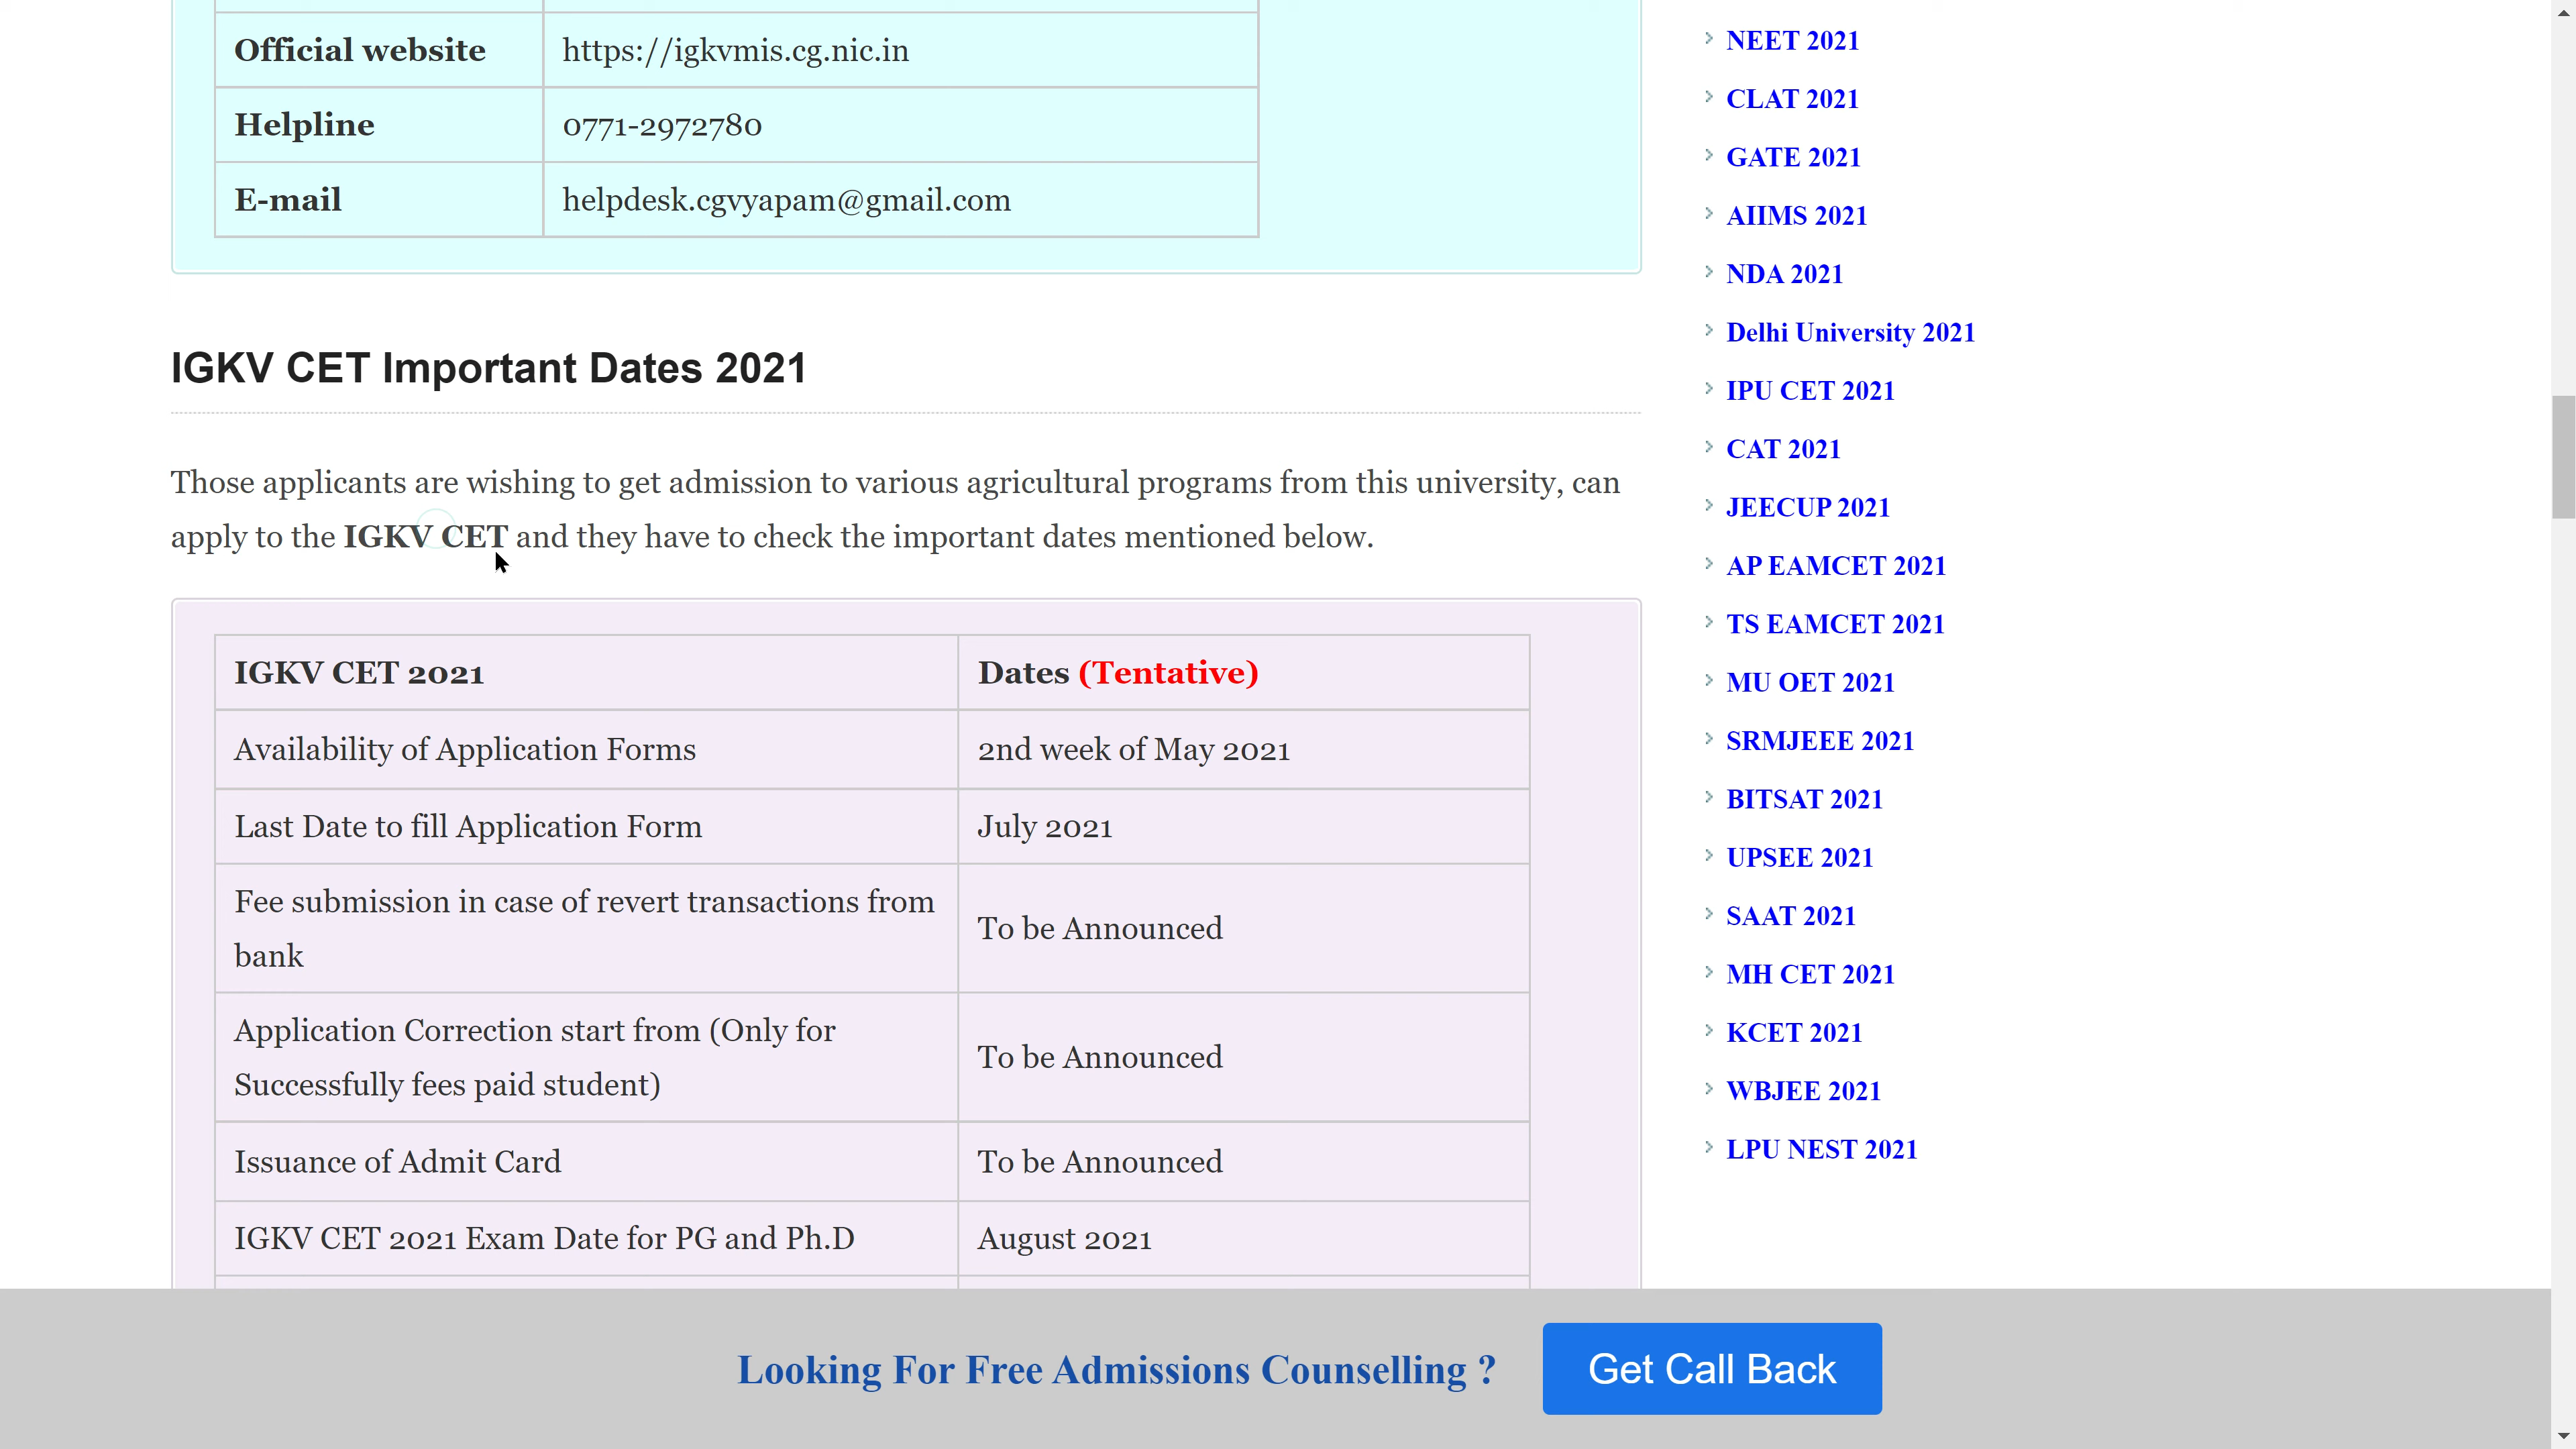 Official website https://igkvmis.cg.nic.in
Helpline 0771-2972780
E-mail helpdesk.cgvyapam@gmail.com
IGKV CET Important Dates 2021
Those applicants are wishing to get admission to various agricultural programs from this university, can
apply to the IGKV CET and they have to check the important dates mentioned below.
IGKV CET 2021 Dates (Tentative)
Availability of Application Forms 2nd week of May 2021
Last Date to fill Application Form July 2021
Fee submission in case of revert transactions from
bank
To be Announced
Application Correction start from (Only for
Successfully fees paid student)
To be Announced
Issuance of Admit Card To be Announced
IGKV CET 2021 Exam Date for PG and Ph.D August 2021
NEET 2021
CLAT 2021
GATE 2021
AIIMS 2021
NDA 2021
Delhi University 2021
IPU CET 2021
CAT 2021
JEECUP 2021
AP EAMCET 2021
TS EAMCET 2021
MU OET 2021
SRMJEEE 2021
BITSAT 2021
UPSEE 2021
SAAT 2021
MH CET 2021
KCET 2021
WBJEE 2021
LPU NEST 2021
Looking For Free Admissions Counselling ? Get Call Back